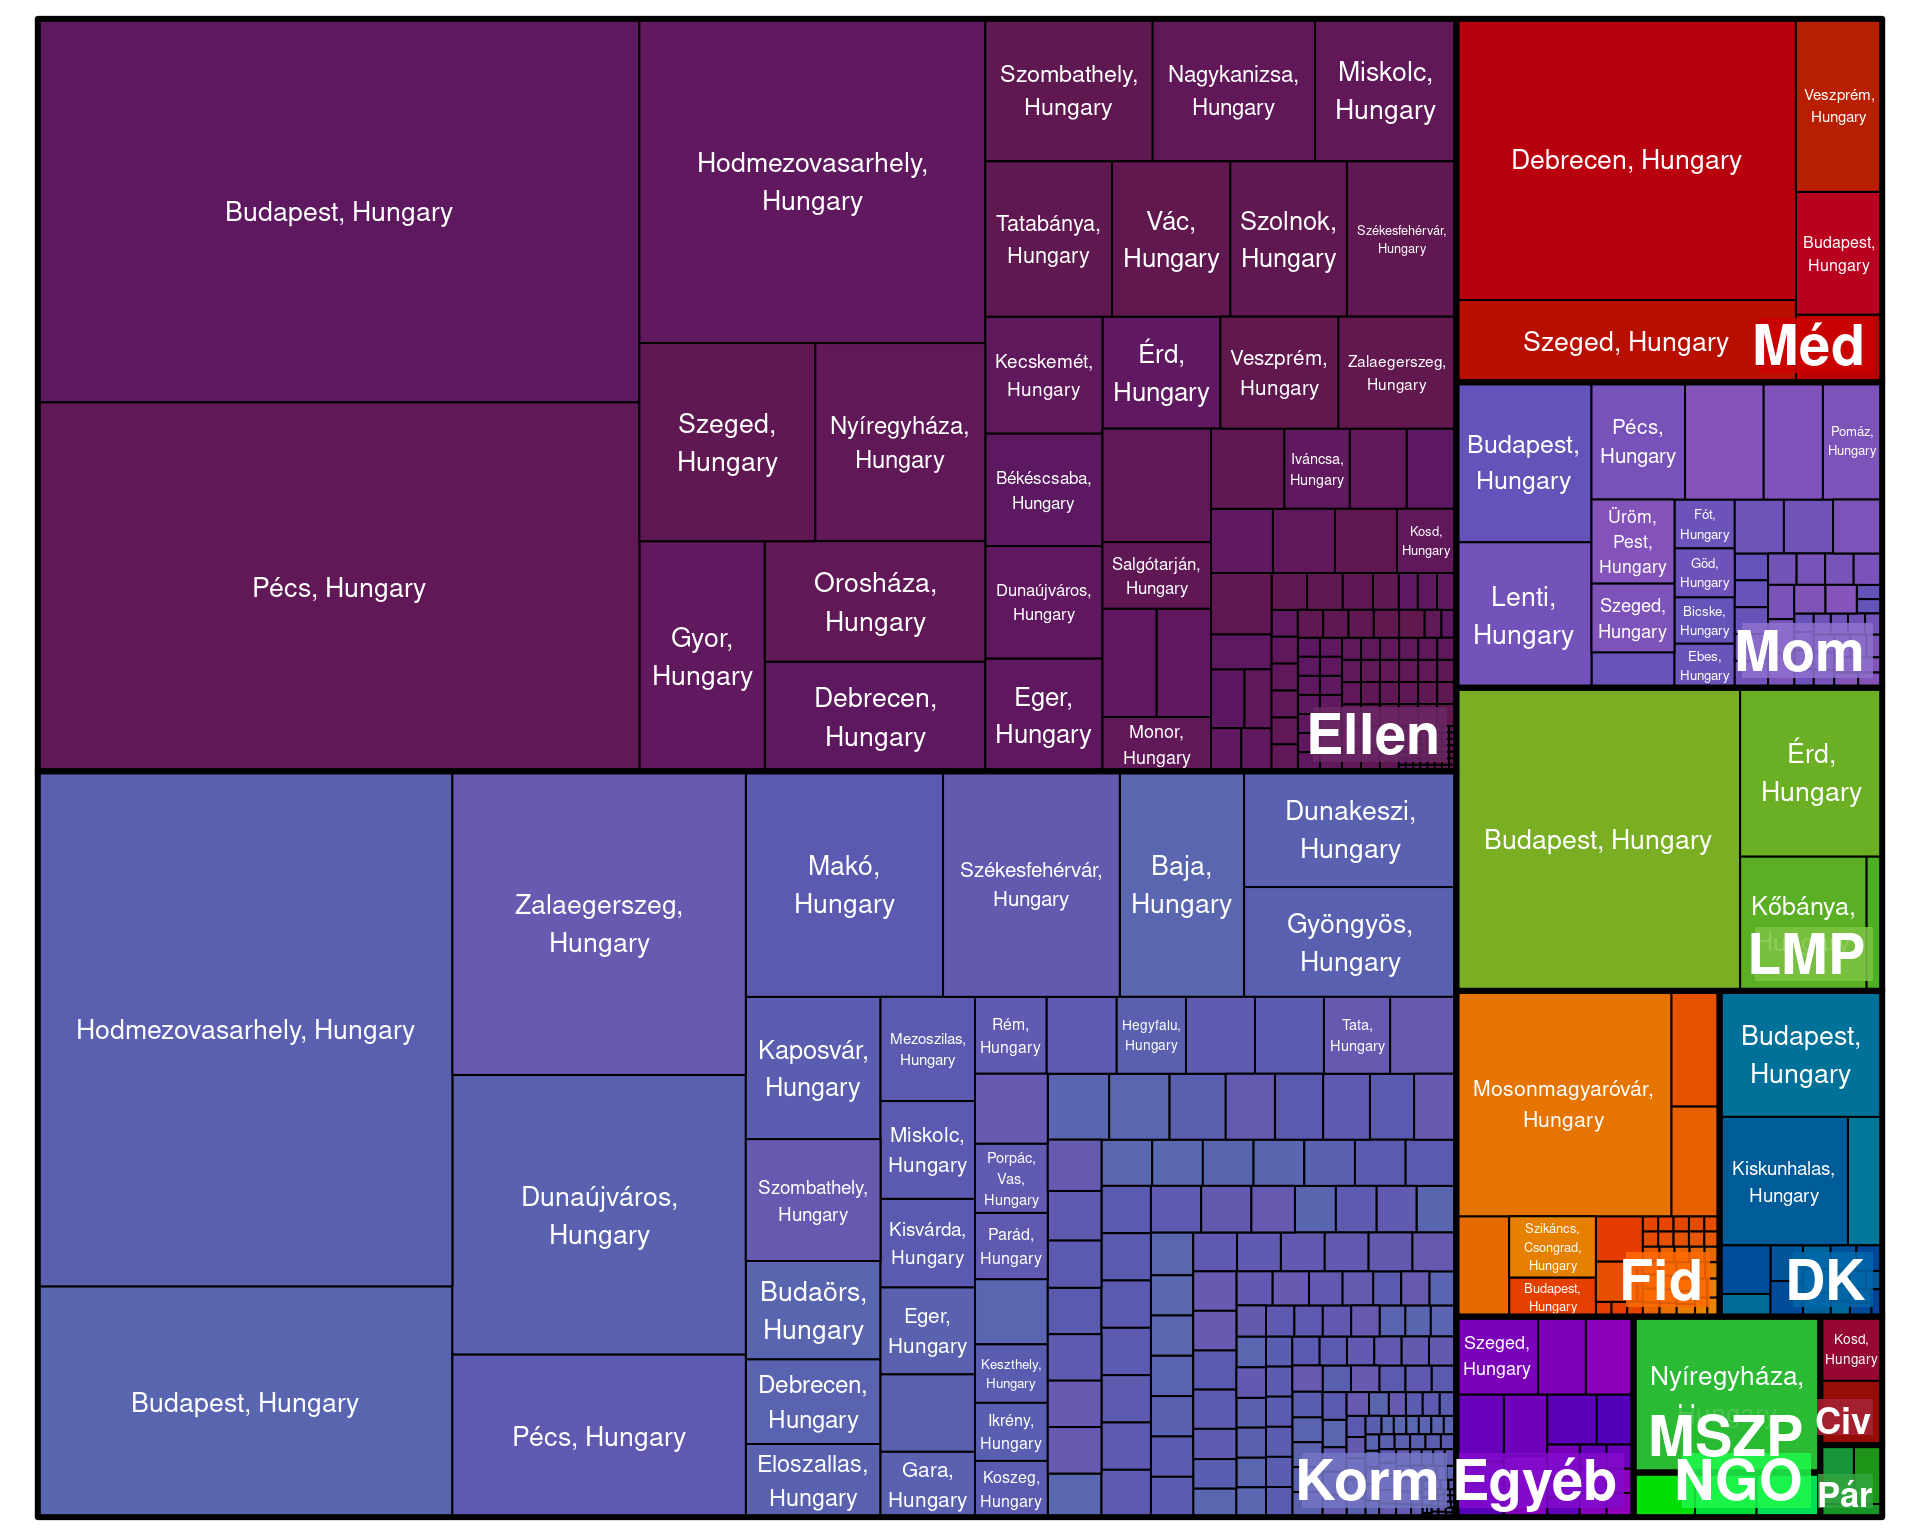 Budapest, Hungary
Pécs, Hungary
Hodmezovasarhely,
Hungary
Szeged,
Hungary
Nyíregyháza,
Hungary
Gyor,
Hungary
Orosháza,
Hungary
Debrecen,
Hungary
Szombathely,
Hungary
Nagykanizsa,
Hungary
Miskolc,
Hungary
Tatabánya,
Hungary
Vác,
Hungary
Szolnok,
Hungary
Székesfehérvár,
Hungary
Kecskemét,
Hungary
Érd,
Hungary
Veszprém,
Hungary
Zalaegerszeg,
Hungary
Békéscsaba,
Hungary
Iváncsa,
Hungary
Kosd,
Hungary
Dunaújváros,
Hungary
Salgótarján,
Hungary
Eger,
Hungary
Monor,
Hungary
Ellen
Debrecen, Hungary
Veszprém,
Hungary
Budapest,
Hungary
Szeged, Hungary
Méd
Budapest,
Hungary
Pécs,
Hungary
Pomáz,
Hungary
Lenti,
Hungary
Üröm,
Pest,
Hungary
Szeged,
Hungary
Fót,
Hungary
Göd,
Hungary
Bicske,
Hungary
Ebes,
Hungary
Mom
Budapest, Hungary
Érd,
Hungary
Kőbánya,
Hungary
LMP
Hodmezovasarhely, Hungary
Budapest, Hungary
Zalaegerszeg,
Hungary
Dunaújváros,
Hungary
Pécs, Hungary
Makó,
Hungary
Székesfehérvár,
Hungary
Baja,
Hungary
Dunakeszi,
Hungary
Gyöngyös,
Hungary
Kaposvár,
Hungary
Szombathely,
Hungary
Budaörs,
Hungary
Debrecen,
Hungary
Eloszallas,
Hungary
Mezoszilas,
Hungary
Miskolc,
Hungary
Kisvárda,
Hungary
Eger,
Hungary
Gara,
Hungary
Rém,
Hungary
Hegyfalu,
Hungary
Tata,
Hungary
Porpác,
Vas,
Hungary
Parád,
Hungary
Keszthely,
Hungary
Ikrény,
Hungary
Koszeg,
Hungary
Korm
Mosonmagyaróvár,
Hungary
Szikáncs,
Csongrad,
Hungary
Budapest,
Hungary
Fid
Budapest,
Hungary
Kiskunhalas,
Hungary
DK
Szeged,
Hungary
Egyéb
Nyíregyháza,
Hungary
MSZP
NGO
Kosd,
Hungary
Civ
Pár